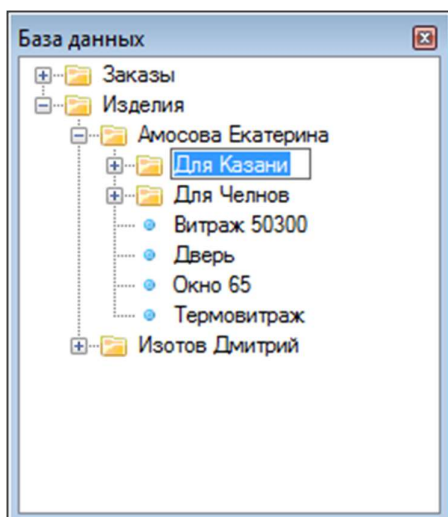 База данных
Заказы
Изделия
Амосова Екатерина
Для Казани
Для Челнов
Витраж 50300
Дверь
Окно 65
Термовитраж
Изотов Дмитрий